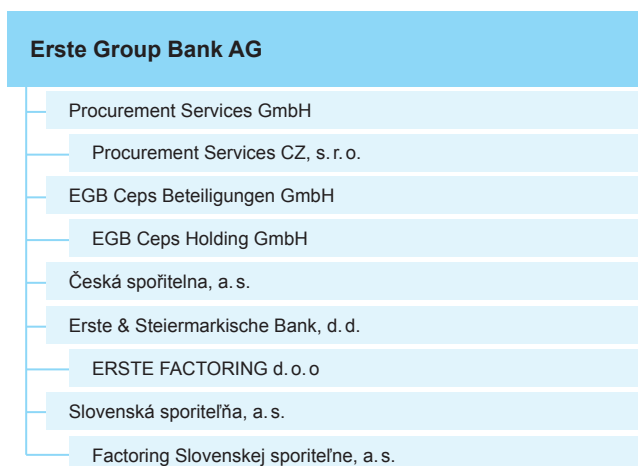 Erste Group Bank AG
Procurement Services GmbH
Procurement Services CZ, s. r. o.
EGB Ceps Beteiligungen GmbH
EGB Ceps Holding GmbH
Česká spořitelna, a. s.
Erste & Steiermarkische Bank, d. d.
ERSTE FACTORING d. o. o
Slovenská sporiteľňa, a. s.
Factoring Slovenskej sporiteľne, a. s.